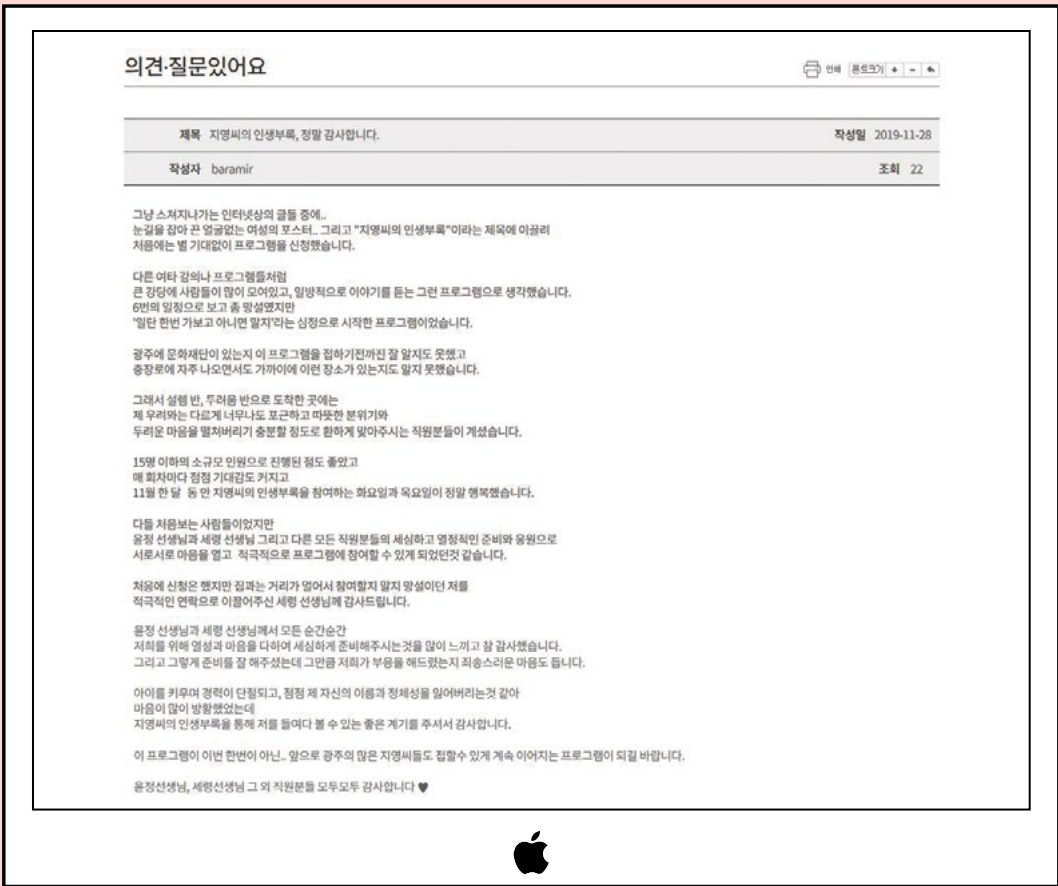 의견·질문있어요
인쇄 폰트크기 + -
제목 지영씨의 인생부록, 정말 감사합니다. 작성일 2019-11-28
작성자 baramir 조회 22
그냥 스쳐지나가는 인터넷상의 글들 중에..
눈길을 잡아 끈 얼굴없는 여성의 포스터... 그리고 "지영씨의 인생부록"이라는 제목에 이끌려
처음에는 별 기대없이 프로그램을 신청했습니다.
다른 여타 강의나 프로그램들처럼
큰 강당에 사람들이 많이 모여있고, 일방적으로 이야기를 듣는 그런 프로그램으로 생각했습니다.
6번의 일정으로 보고 좀 망설였지만
'일단 한번 가보고 아니면 말지'라는 심정으로 시작한 프로그램이었습니다.
광주에 문화재단이 있는지 이 프로그램을 접하기전까진 잘 알지도 못했고
충장로에 자주 나오면서도 가까이에 이런 장소가 있는지도 알지 못했습니다.
그래서 설렘 반, 두려움 반으로 도착한 곳에는
제 우려와는 다르게 너무나도 포근하고 따뜻한 분위기와
두려운 마음을 떨쳐버리기 충분할 정도로 환하게 맞아주시는 직원분들이 계셨습니다.
15명 이하의 소규모 인원으로 진행된 점도 좋았고
매 회차마다 점점 기대감도 커지고
11월 한 달 동 안 지영씨의 인생부록을 참여하는 화요일과 목요일이 정말 행복했습니다.
다들 처음보는 사람들이었지만
윤정 선생님과 세령 선생님 그리고 다른 모든 직원분들의 세심하고 열정적인 준비와 응원으로
서로서로 마음을 열고 적극적으로 프로그램에 참여할 수 있게 되었던것 같습니다.
처음에 신청은 했지만 집과는 거리가 멀어서 참여할지 말지 망설이던 저를
적극적인 연락으로 이끌어주신 세령 선생님께 감사드립니다.
윤정 선생님과 세령 선생님께서 모든 순간순간
저희를 위해 열성과 마음을 다하여 세심하게 준비해주시는것을 많이 느끼고 참 감사했습니다.
그리고 그렇게 준비를 잘 해주셨는데 그만큼 저희가 부응을 해드렸는지 죄송스러운 마음도 듭니다.
아이를 키우며 경력이 단절되고, 점점 제 자신의 이름과 정체성을 잃어버리는것 같아
마음이 많이 방황했었는데
지영씨의 인생부록을 통해 저를 들여다 볼 수 있는 좋은 계기를 주셔서 감사합니다.
이 프로그램이 이번 한번이 아닌.. 앞으로 광주의 많은 지영씨들도 접할수 있게 계속 이어지는 프로그램이 되길 바랍니다.
윤정선생님, 세령선생님 그 외 직원분들 모두모두 감사합니다 ♥